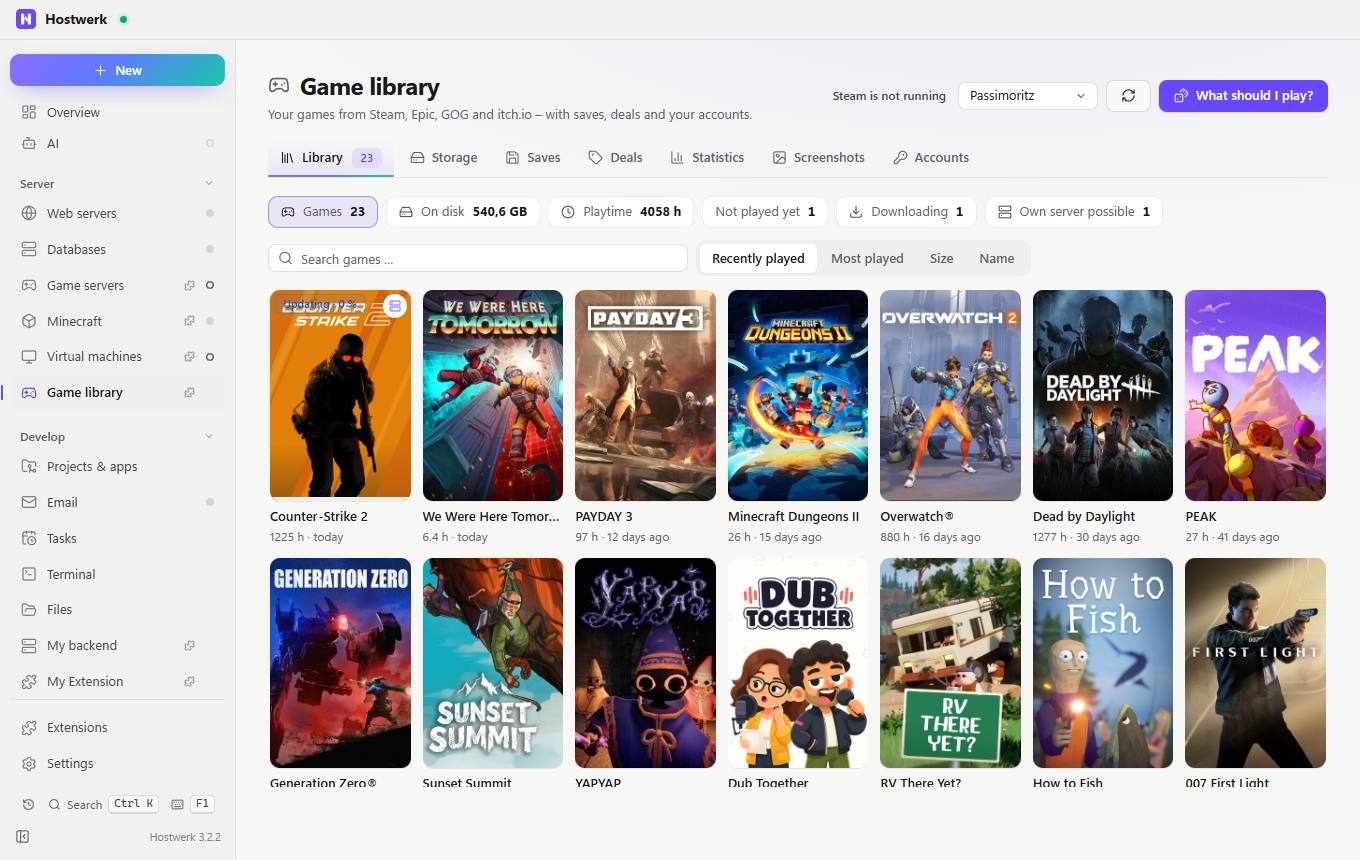 Hostwerk
New
Overview
AI
Server
Web servers
Databases
Game servers
Minecraft
Virtual machines
Game library
Develop
Projects & apps
Email
Tasks
Terminal
Files
My backend
My Extension
Extensions
Settings
Search Ctrl K F1
Hostwerk 3.2.2
Game library
Your games from Steam, Epic, GOG and itch.io – with saves, deals and your accounts.
Steam is not running Passimoritz What should I play?
Library 23 Storage Saves Deals Statistics Screenshots Accounts
Games 23 On disk 540,6 GB Playtime 4058 h Not played yet 1 Downloading 1 Own server possible 1
Search games ... Recently played Most played Size Name
Updating · 0 %
COUNTER
STRIKE 2
WE WERE HERE
TOMORROW
PAYDAY 3
MINECRAFT
DUNGEONS II
OVERWATCH 2
DEAD BY
DAYLIGHT
PEAK
Counter-Strike 2 We Were Here Tomor... PAYDAY 3 Minecraft Dungeons II Overwatch® Dead by Daylight PEAK
1225 h · today 6.4 h · today 97 h · 12 days ago 26 h · 15 days ago 880 h · 16 days ago 1277 h · 30 days ago 27 h · 41 days ago
GENERATION ZERO
SUNSET
SUMMIT
YAPYAP
DUB
TOGETHER
RV
THERE
YET?
How to
Fish
007
FIRST LIGHT
Generation Zero® Sunset Summit YAPYAP Dub Together RV There Yet? How to Fish 007 First Light